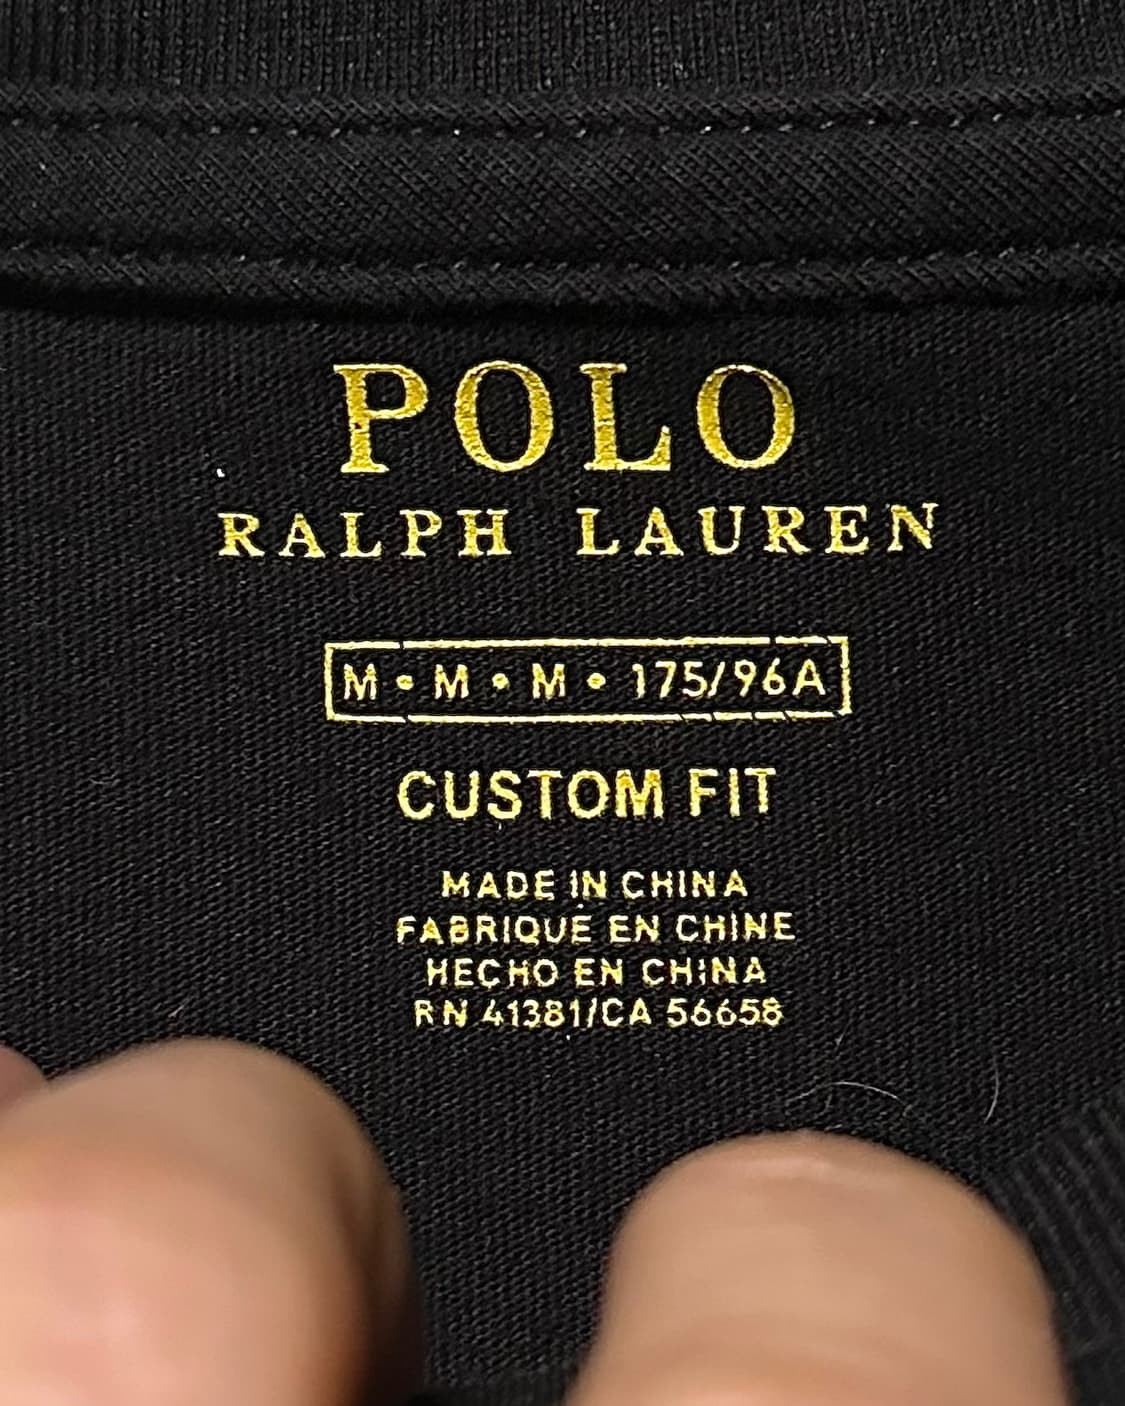 POLO
RALPH LAUREN
M • M • M • 175/96A
CUSTOM FIT
MADE IN CHINA
FABRIQUE EN CHINE
HECHO EN CHINA
RN 41381/CA 56658